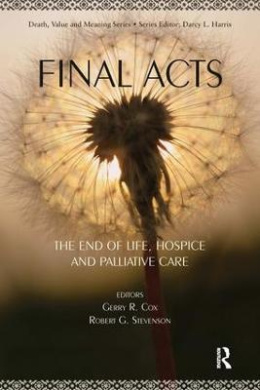 Death, Value and Meaning Series • Series Editor: Darcy L. Harris
FINAL ACTS
THE END OF LIFE, HOSPICE
AND PALLIATIVE CARE
EDITORS
GERRY R. COX
ROBERT G. STEVENSON
R